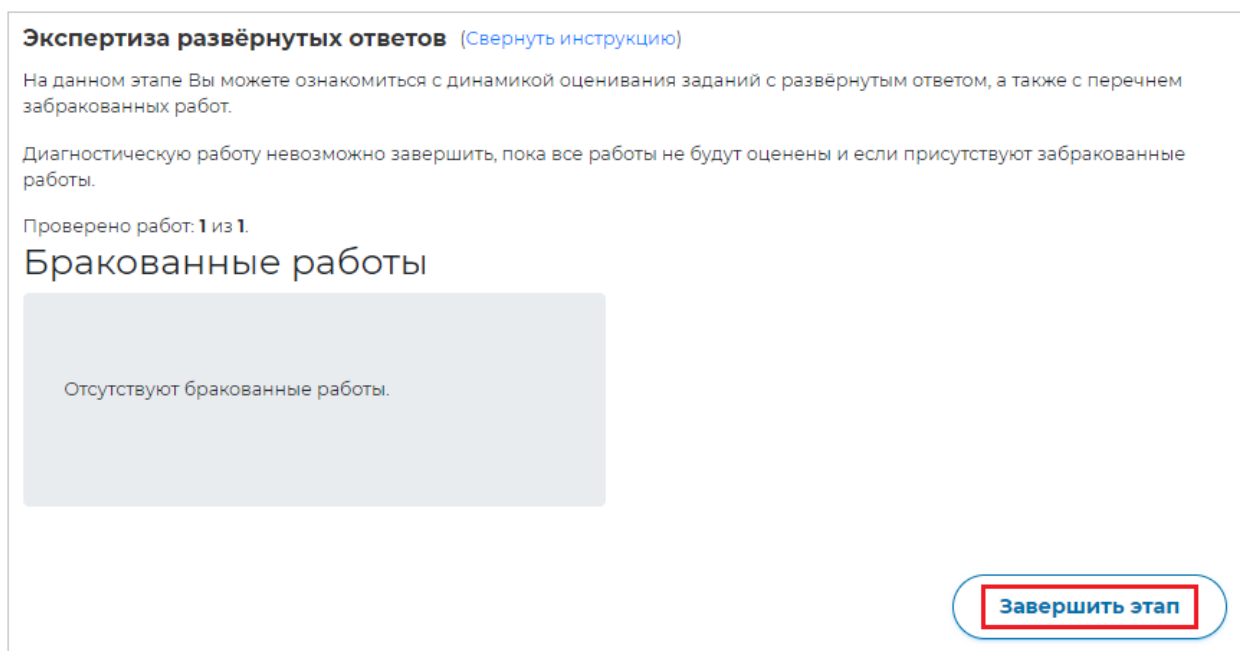 Экспертиза развёрнутых ответов (Свернуть инструкцию)
На данном этапе Вы можете ознакомиться с динамикой оценивания заданий с развёрнутым ответом, а также с перечнем
забракованных работ.
Диагностическую работу невозможно завершить, пока все работы не будут оценены и если присутствуют забракованные
работы.
Проверено работ: 1 из 1.
Бракованные работы
Отсутствуют бракованные работы.
Завершить этап